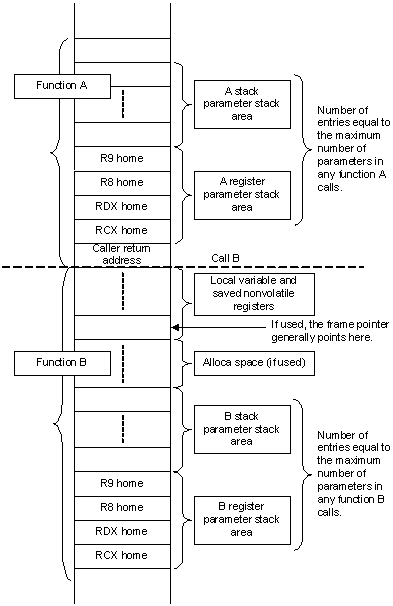 Function A
A stack
parameter stack
area
Number of
entries equal to
the maximum
number of
parameters in
any function A
calls.
R9 home
R8 home
RDX home
RCX home
A register
parameter stack
area
Caller return
address
Call B
Local variable and
saved nonvolatile
registers
If used, the frame pointer
generally points here.
Function B
Alloca space (if used)
B stack
parameter stack
area
Number of
entries equal to
the maximum
number of
parameters in
any function B
calls.
R9 home
R8 home
RDX home
RCX home
B register
parameter stack
area